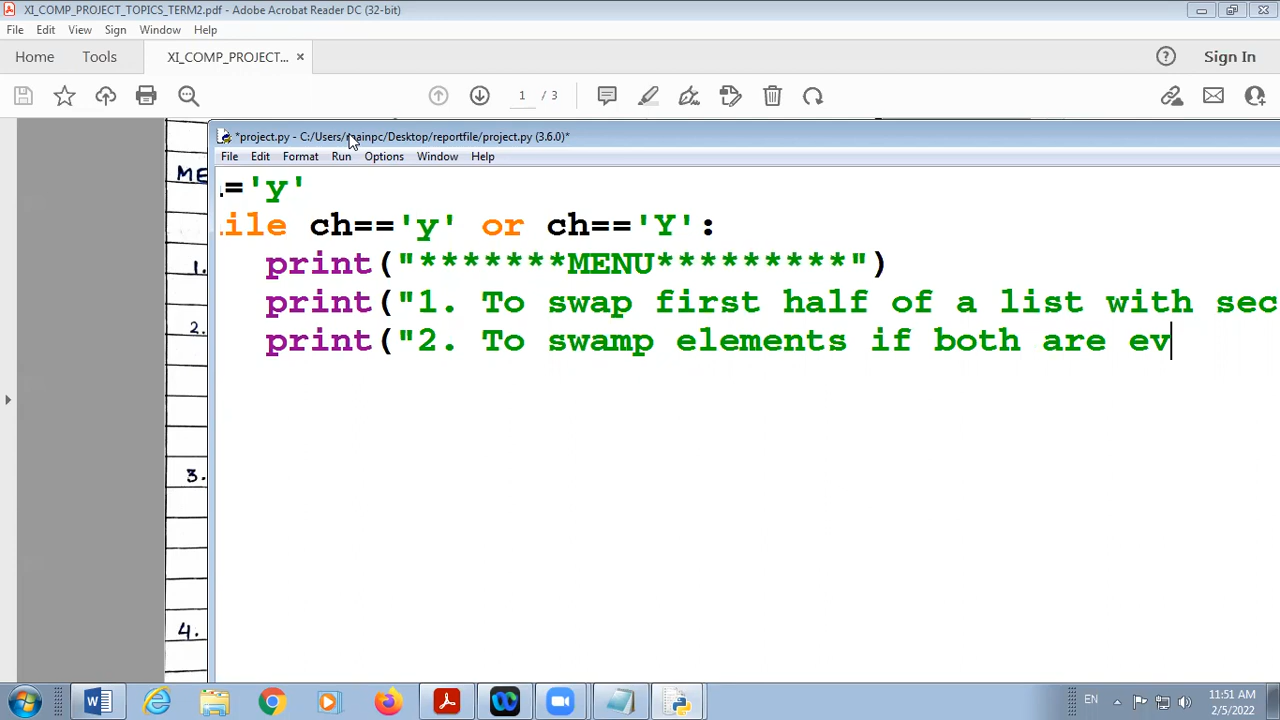 XI_COMP_PROJECT_TOPICS_TERM2.pdf - Adobe Acrobat Reader DC (32-bit)
File Edit View Sign Window Help
Home Tools XI_COMP_PROJECT... × Sign In
1 / 3
*project.py - C:/Users/mainpc/Desktop/reportfile/project.py (3.6.0)*
File Edit Format Run Options Window Help
ME
='y'
ile ch=='y' or ch=='Y':
print("*******MENU*********")
1.
print("1. To swap first half of a list with sec
2.
print("2. To swamp elements if both are ev
3.
4.
EN 11:51 AM
2/5/2022